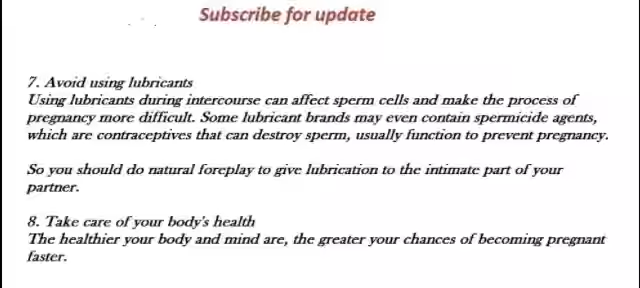 Subscribe for update
7. Avoid using lubricants
Using lubricants during intercourse can affect sperm cells and make the process of
pregnancy more difficult. Some lubricant brands may even contain spermicide agents,
which are contraceptives that can destroy sperm, usually function to prevent pregnancy.
So you should do natural foreplay to give lubrication to the intimate part of your
partner.
8. Take care of your body's health
The healthier your body and mind are, the greater your chances of becoming pregnant
faster.